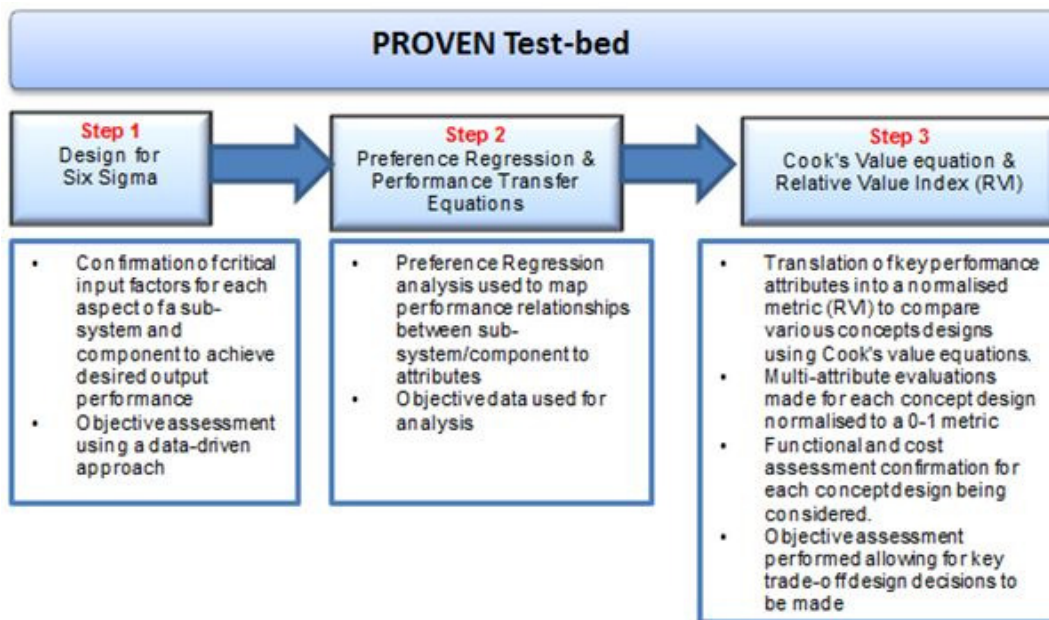 PROVEN Test-bed
Step 1
Design for
Six Sigma
Step 2
Preference Regression &
Performance Transfer
Equations
Step 3
Cook's Value equation &
Relative Value Index (RVI)
• Confirmation of critical
input factors for each
aspect of a sub-
system and
component to achieve
desired output
performance
• Objective assessment
using a data-driven
approach
• Preference Regression
analysis used to map
performance relationships
between sub-
system/component to
attributes
• Objective data used for
analysis
• Translation of key performance
attributes into a normalised
metric (RVI) to compare
various concepts designs
using Cook's value equations.
• Multi-attribute evaluations
made for each concept design
normalised to a 0-1 metric
• Functional and cost
assessment confirmation for
each concept design being
considered.
• Objective assessment
performed allowing for key
trade-off design decisions to
be made